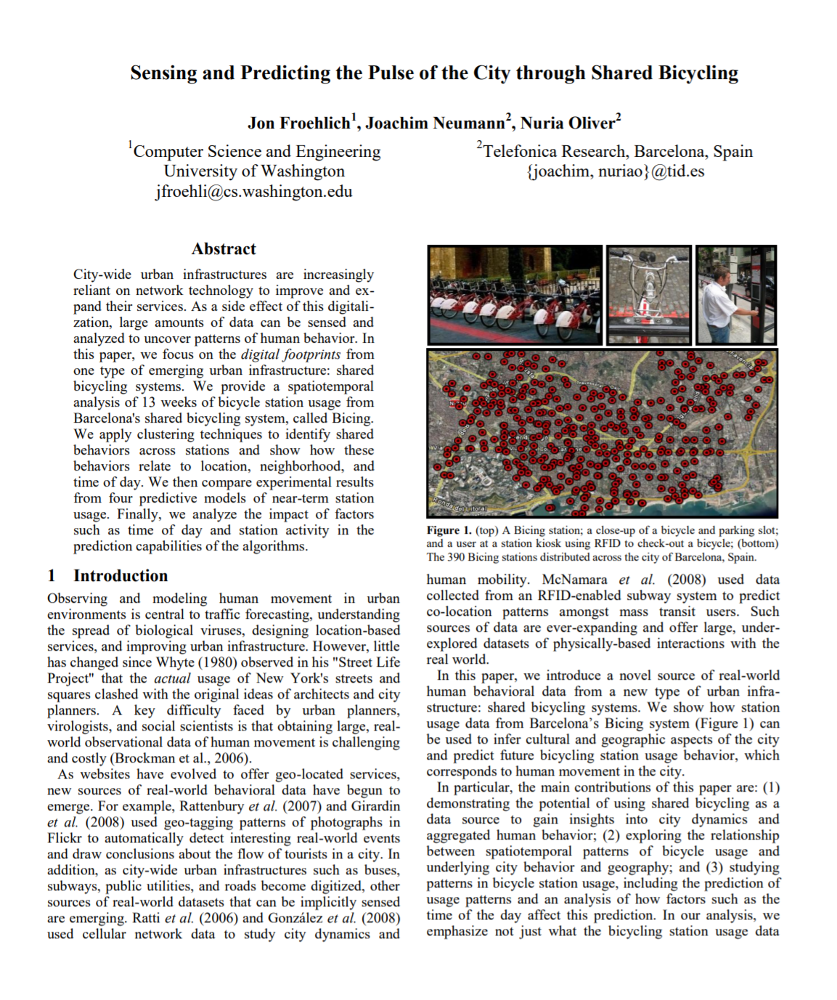 Sensing and Predicting the Pulse of the City through Shared Bicycling
Jon Froehlich1, Joachim Neumann2, Nuria Oliver2
1Computer Science and Engineering
University of Washington
jfroehli@cs.washington.edu
2Telefonica Research, Barcelona, Spain
{joachim, nuriao}@tid.es
Abstract
City-wide urban infrastructures are increasingly
reliant on network technology to improve and ex-
pand their services. As a side effect of this digitali-
zation, large amounts of data can be sensed and
analyzed to uncover patterns of human behavior. In
this paper, we focus on the digital footprints from
one type of emerging urban infrastructure: shared
bicycling systems. We provide a spatiotemporal
analysis of 13 weeks of bicycle station usage from
Barcelona's shared bicycling system, called Bicing.
We apply clustering techniques to identify shared
behaviors across stations and show how these
behaviors relate to location, neighborhood, and
time of day. We then compare experimental results
from four predictive models of near-term station
usage. Finally, we analyze the impact of factors
such as time of day and station activity in the
prediction capabilities of the algorithms.
1 Introduction
Observing and modeling human movement in urban
environments is central to traffic forecasting, understanding
the spread of biological viruses, designing location-based
services, and improving urban infrastructure. However, little
has changed since Whyte (1980) observed in his "Street Life
Project" that the actual usage of New York's streets and
squares clashed with the original ideas of architects and city
planners. A key difficulty faced by urban planners,
virologists, and social scientists is that obtaining large, real-
world observational data of human movement is challenging
and costly (Brockman et al., 2006).
As websites have evolved to offer geo-located services,
new sources of real-world behavioral data have begun to
emerge. For example, Rattenbury et al. (2007) and Girardin
et al. (2008) used geo-tagging patterns of photographs in
Flickr to automatically detect interesting real-world events
and draw conclusions about the flow of tourists in a city. In
addition, as city-wide urban infrastructures such as buses,
subways, public utilities, and roads become digitized, other
sources of real-world datasets that can be implicitly sensed
are emerging. Ratti et al. (2006) and González et al. (2008)
used cellular network data to study city dynamics and
Ronda del Litoral
Figure 1. (top) A Bicing station; a close-up of a bicycle and parking slot;
and a user at a station kiosk using RFID to check-out a bicycle; (bottom)
The 390 Bicing stations distributed across the city of Barcelona, Spain.
human mobility. McNamara et al. (2008) used data
collected from an RFID-enabled subway system to predict
co-location patterns amongst mass transit users. Such
sources of data are ever-expanding and offer large, under-
explored datasets of physically-based interactions with the
real world.
In this paper, we introduce a novel source of real-world
human behavioral data from a new type of urban infra-
structure: shared bicycling systems. We show how station
usage data from Barcelona’s Bicing system (Figure 1) can
be used to infer cultural and geographic aspects of the city
and predict future bicycling station usage behavior, which
corresponds to human movement in the city.
In particular, the main contributions of this paper are: (1)
demonstrating the potential of using shared bicycling as a
data source to gain insights into city dynamics and
aggregated human behavior; (2) exploring the relationship
between spatiotemporal patterns of bicycle usage and
underlying city behavior and geography; and (3) studying
patterns in bicycle station usage, including the prediction of
usage patterns and an analysis of how factors such as the
time of the day affect this prediction. In our analysis, we
emphasize not just what the bicycling station usage data